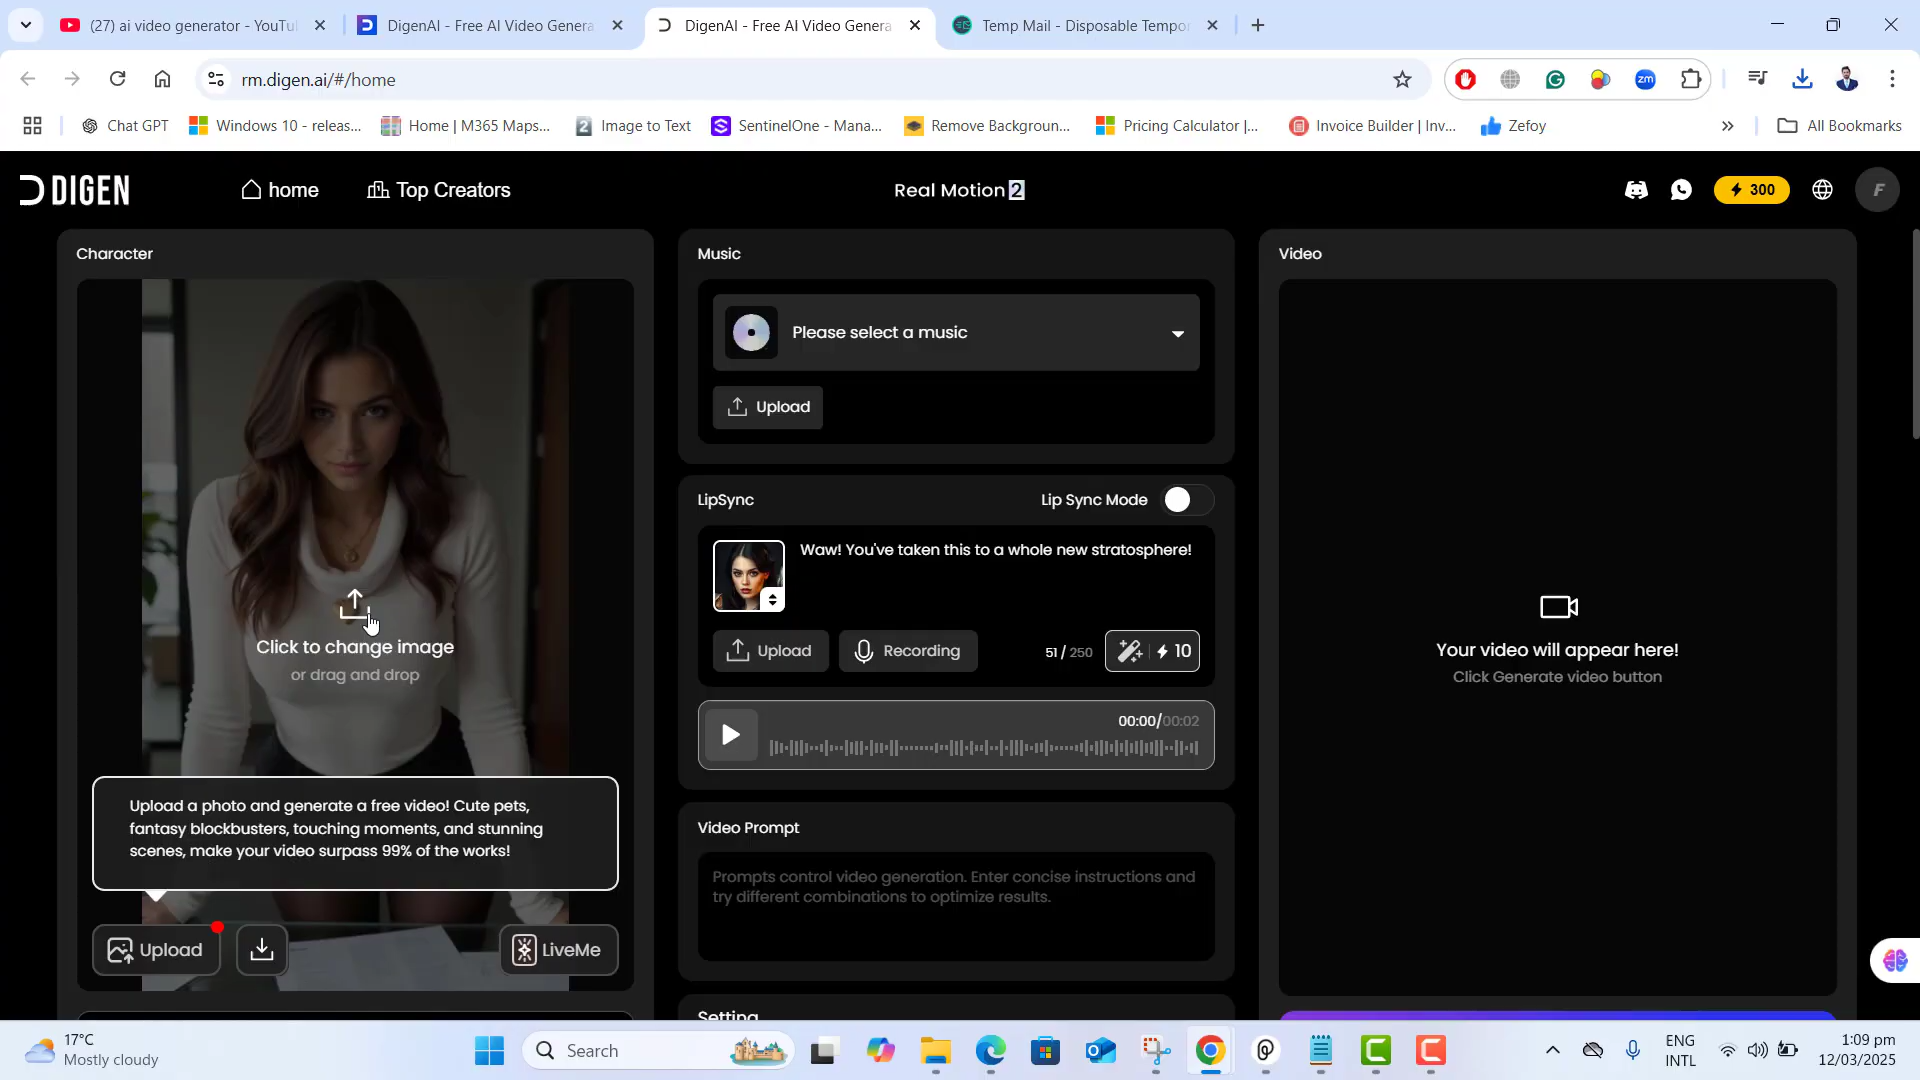 (27) ai video generator - YouTu
DigenAI - Free AI Video Genera
DigenAI - Free AI Video Genera
Temp Mail - Disposable Tempor
rm.digen.ai/#/home
zm
Chat GPT
Windows 10 - releas...
Home | M365 Maps...
Image to Text
SentinelOne - Mana...
Remove Backgroun...
Pricing Calculator |...
Invoice Builder | Inv...
Zefoy
All Bookmarks
DIGEN
home
Top Creators
Real Motion 2
300
F
Character
Click to change image
or drag and drop
Upload a photo and generate a free video! Cute pets,
fantasy blockbusters, touching moments, and stunning
scenes, make your video surpass 99% of the works!
Upload
LiveMe
Music
Please select a music
Upload
LipSync
Lip Sync Mode
Waw! You've taken this to a whole new stratosphere!
Upload
Recording
51 / 250
10
00:00/00:02
Video Prompt
Prompts control video generation. Enter concise instructions and
try different combinations to optimize results.
Setting
Video
Your video will appear here!
Click Generate video button
17°C
Mostly cloudy
Search
ENG
INTL
1:09 pm
12/03/2025